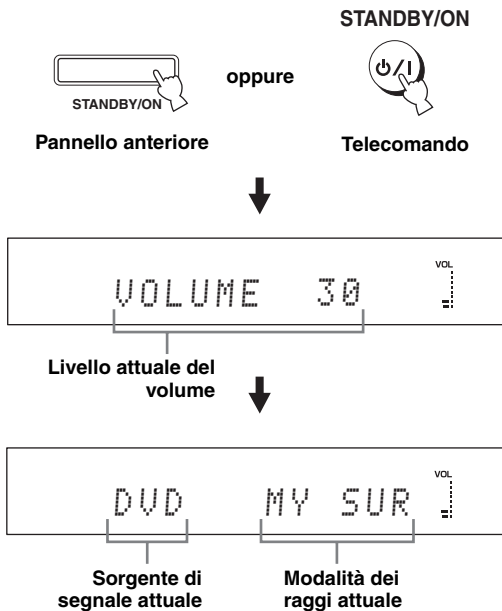 STANDBY/ON
oppure
STANDBY/ON
Pannello anteriore
Telecomando
VOL
VOLUME 30
Livello attuale del
volume
VOL
DVD MY SUR
Sorgente di
segnale attuale
Modalità dei
raggi attuale